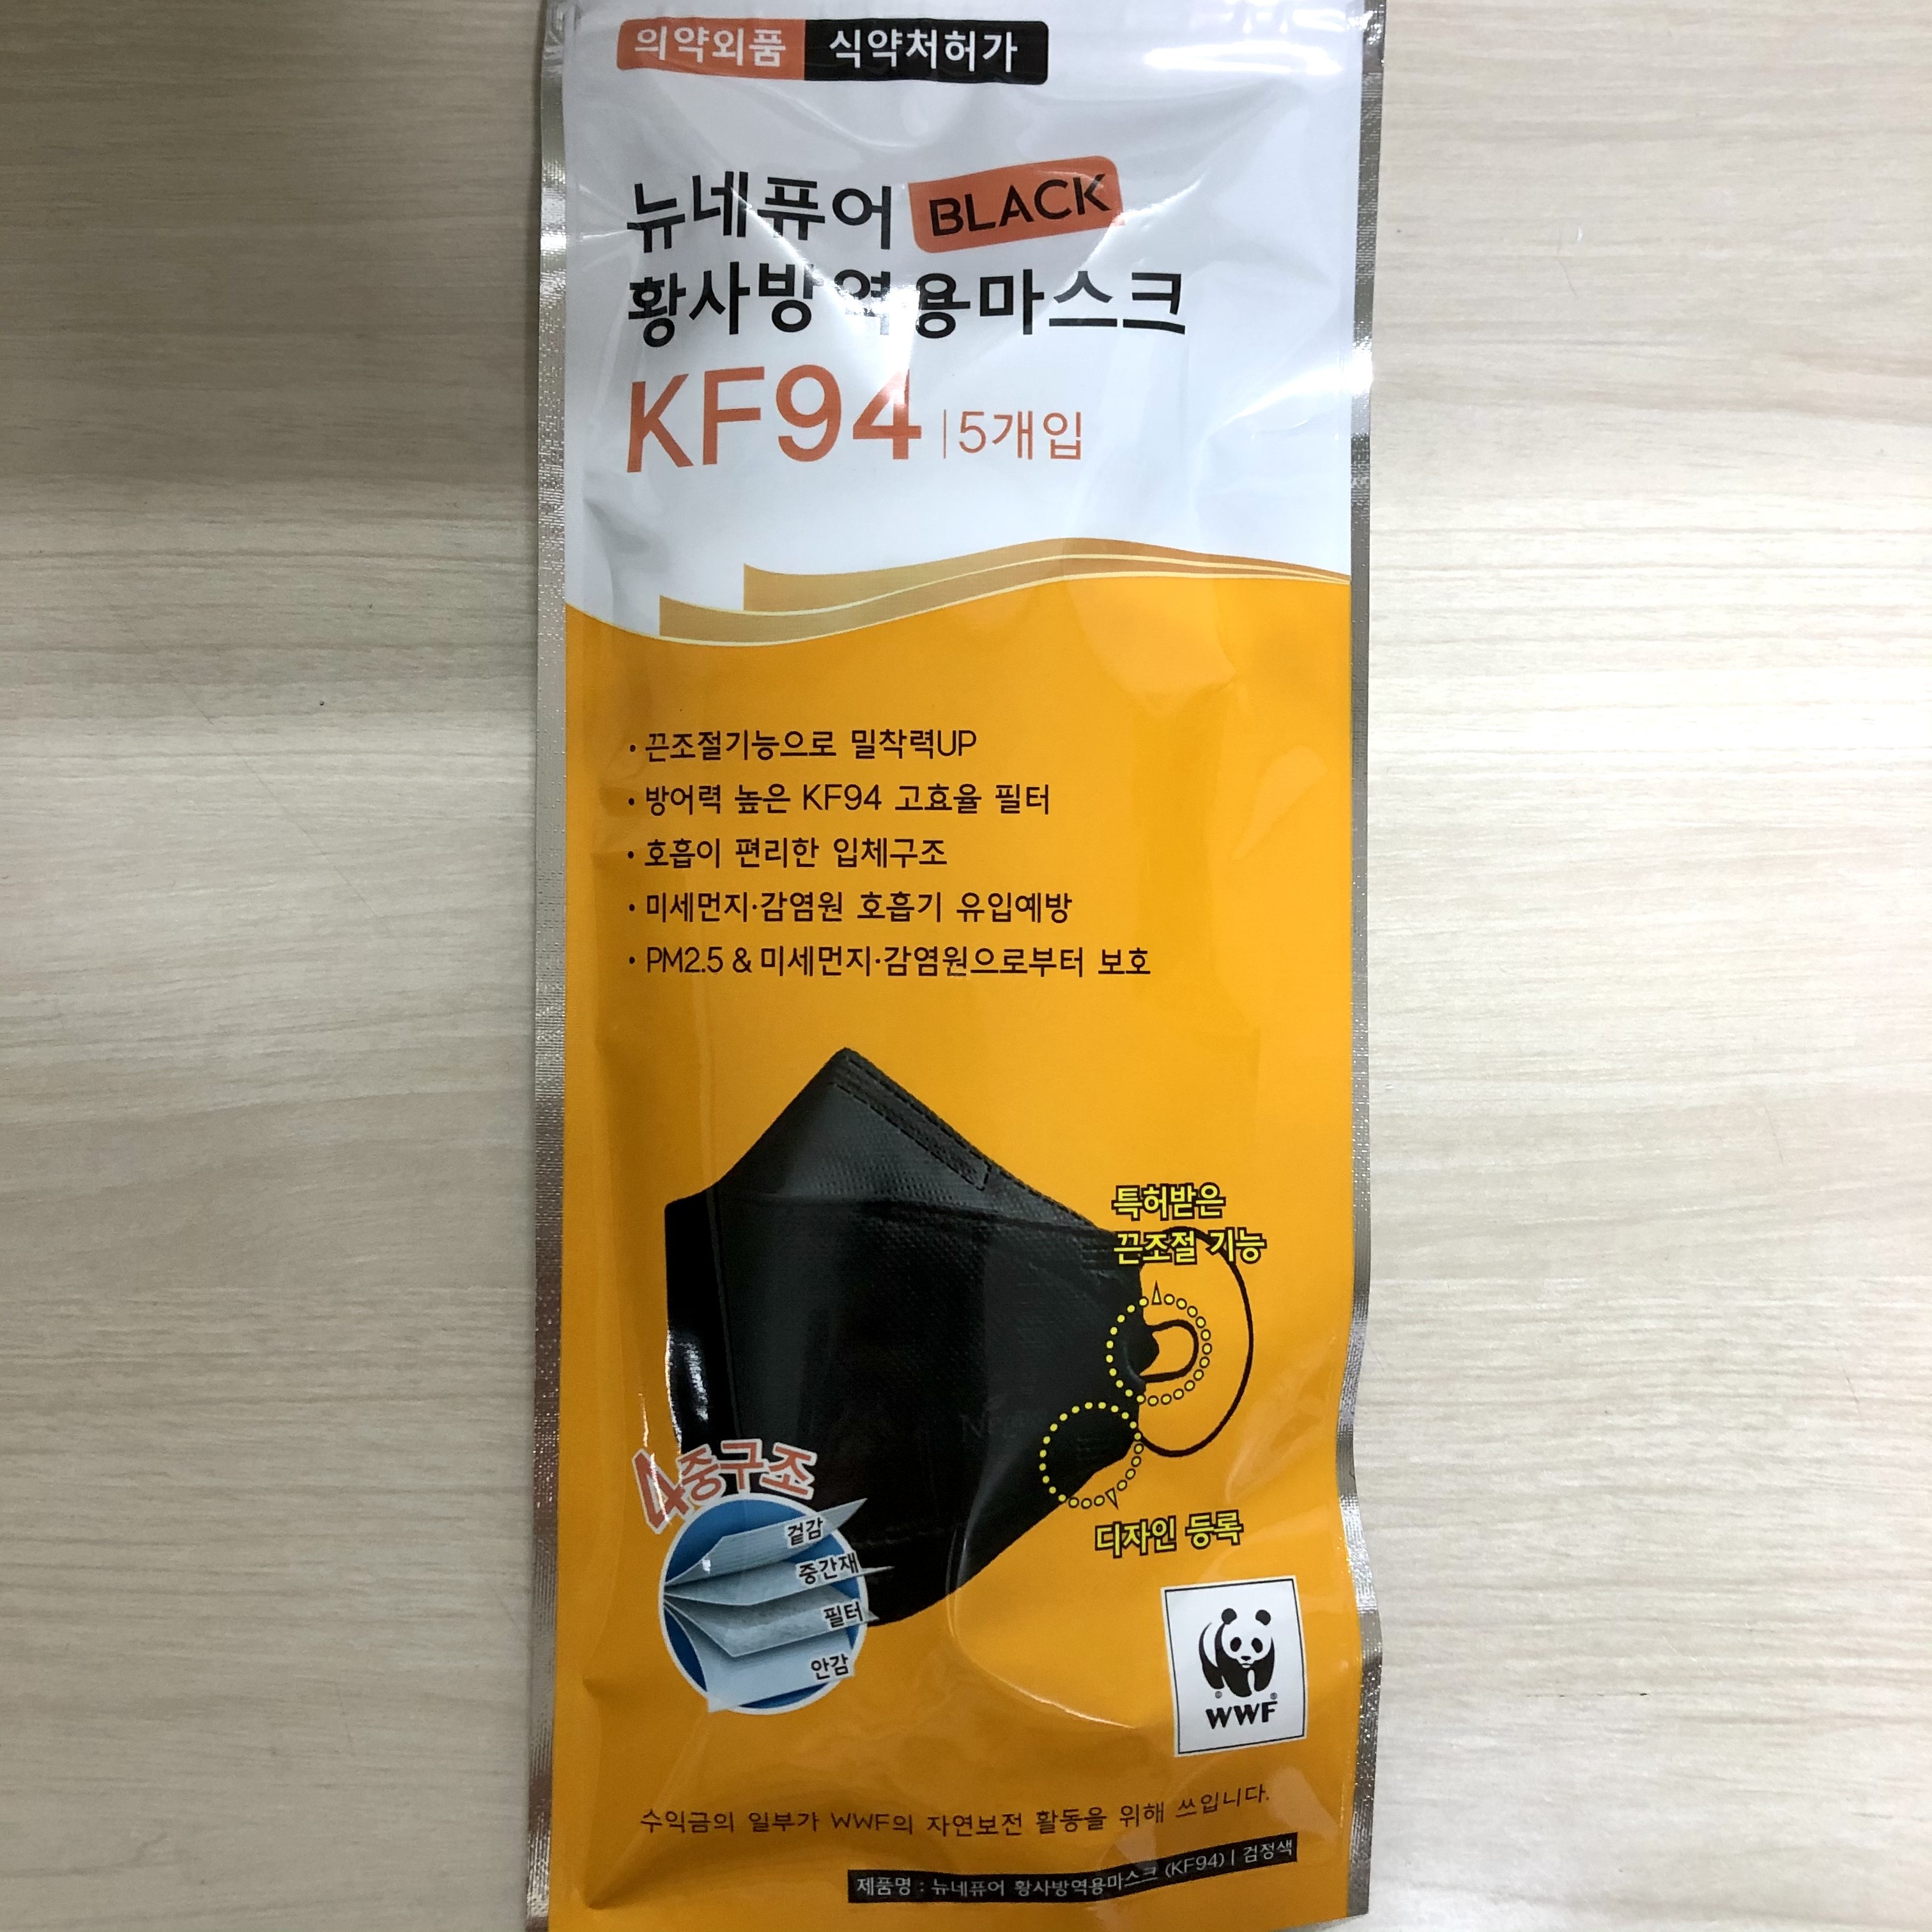 의약외품 식약처허가
뉴네퓨어 BLACK
황사방역용마스크
KF94 | 5개입
• 끈조절기능으로 밀착력UP
• 방어력 높은 KF94 고효율 필터
• 호흡이 편리한 입체구조
• 미세먼지·감염원 호흡기 유입예방
• PM2.5 & 미세먼지·감염원으로부터 보호
특허받은
끈조절 기능
4중구조
겉감
중간재
필터
안감
디자인 등록
WWF
수익금의 일부가 WWF의 자연보전 활동을 위해 쓰입니다.
제품명 : 뉴네퓨어 황사방역용마스크 (KF94) | 검정색